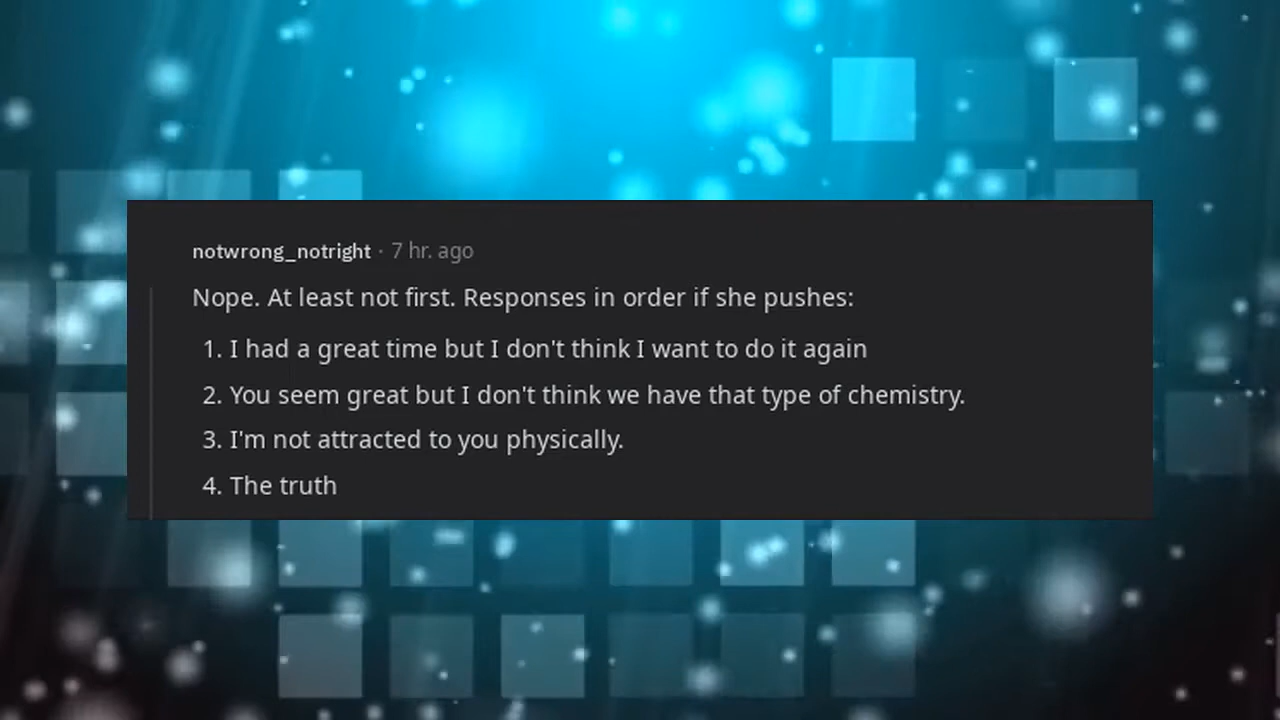 notwrong_notright · 7 hr. ago
Nope. At least not first. Responses in order if she pushes:
1. I had a great time but I don't think I want to do it again
2. You seem great but I don't think we have that type of chemistry.
3. I'm not attracted to you physically.
4. The truth